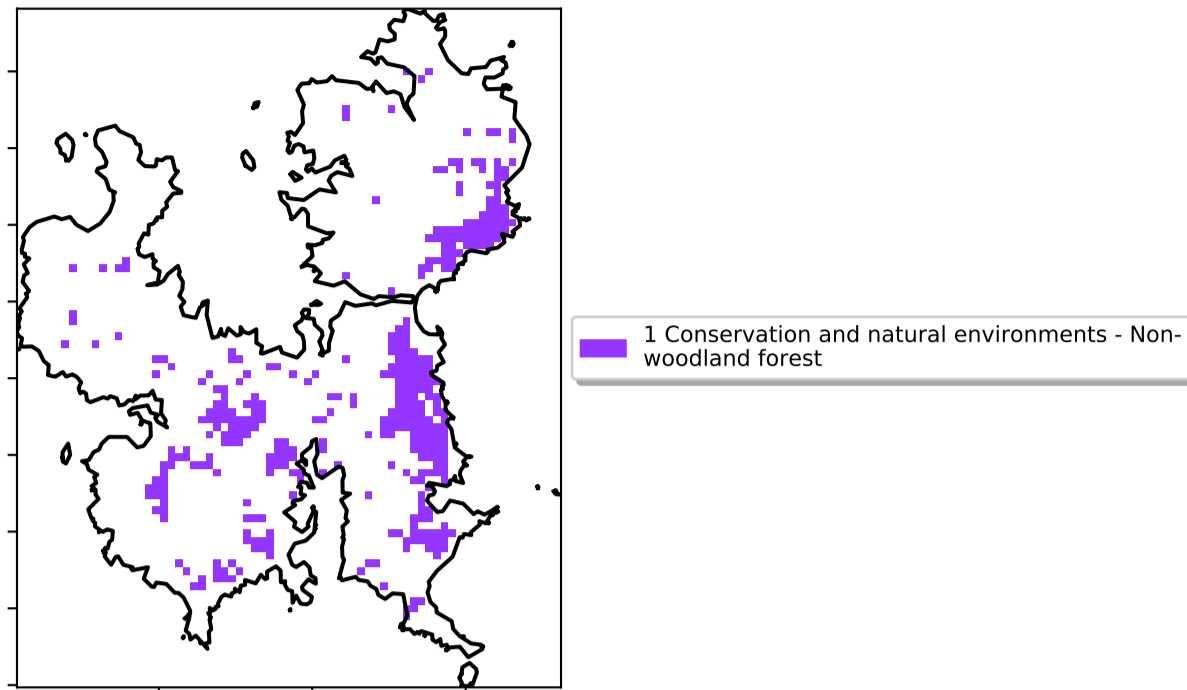 1 Conservation and natural environments - Non-
woodland forest